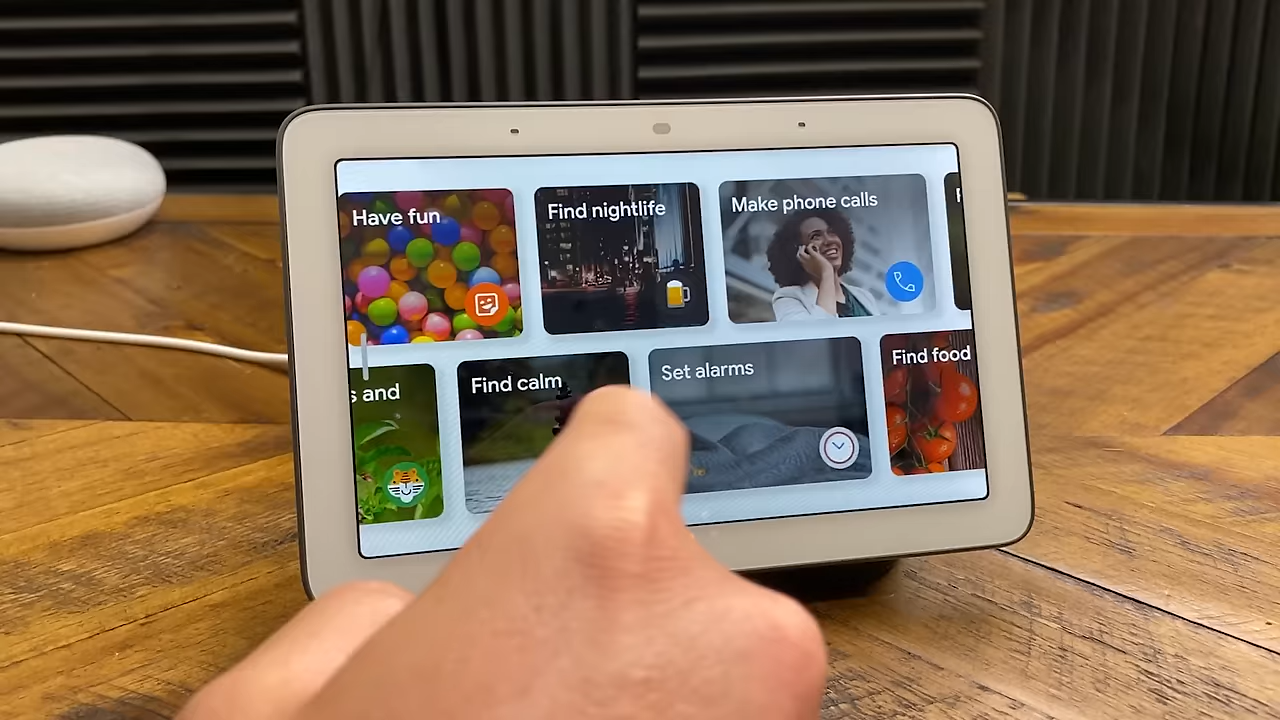 Have fun
Find nightlife
Make phone calls
s and
Find calm
Set alarms
Find food